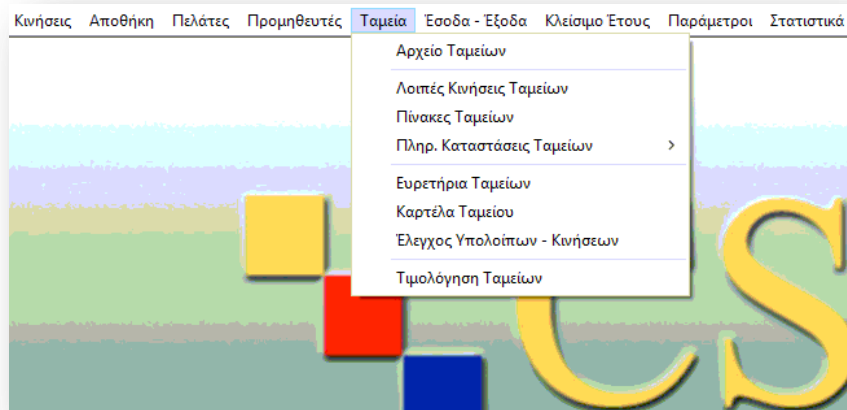 Κινήσεις Αποθήκη Πελάτες Προμηθευτές Ταμεία Έσοδα - Έξοδα Κλείσιμο Έτους Παράμετροι Στατιστικά
Αρχείο Ταμείων
Λοιπές Κινήσεις Ταμείων
Πίνακες Ταμείων
Πληρ. Καταστάσεις Ταμείων
Ευρετήρια Ταμείων
Καρτέλα Ταμείου
Έλεγχος Υπολοίπων - Κινήσεων
Τιμολόγηση Ταμείων
CS